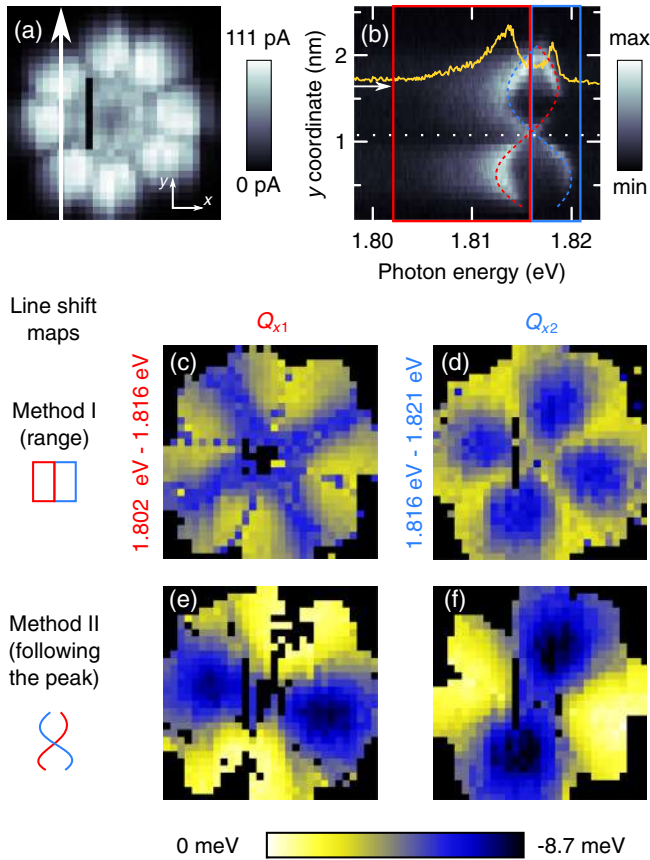 (a)
111 pA
0 pA
y
x
(b)
y coordinate (nm)
2
1
0
1.80
1.81
1.82
Photon energy (eV)
max
min
Line shift
maps
Qx1
Qx2
Method I
(range)
1.802 eV - 1.816 eV
(c)
1.816 eV - 1.821 eV
(d)
Method II
(following
the peak)
(e)
(f)
0 meV
-8.7 meV